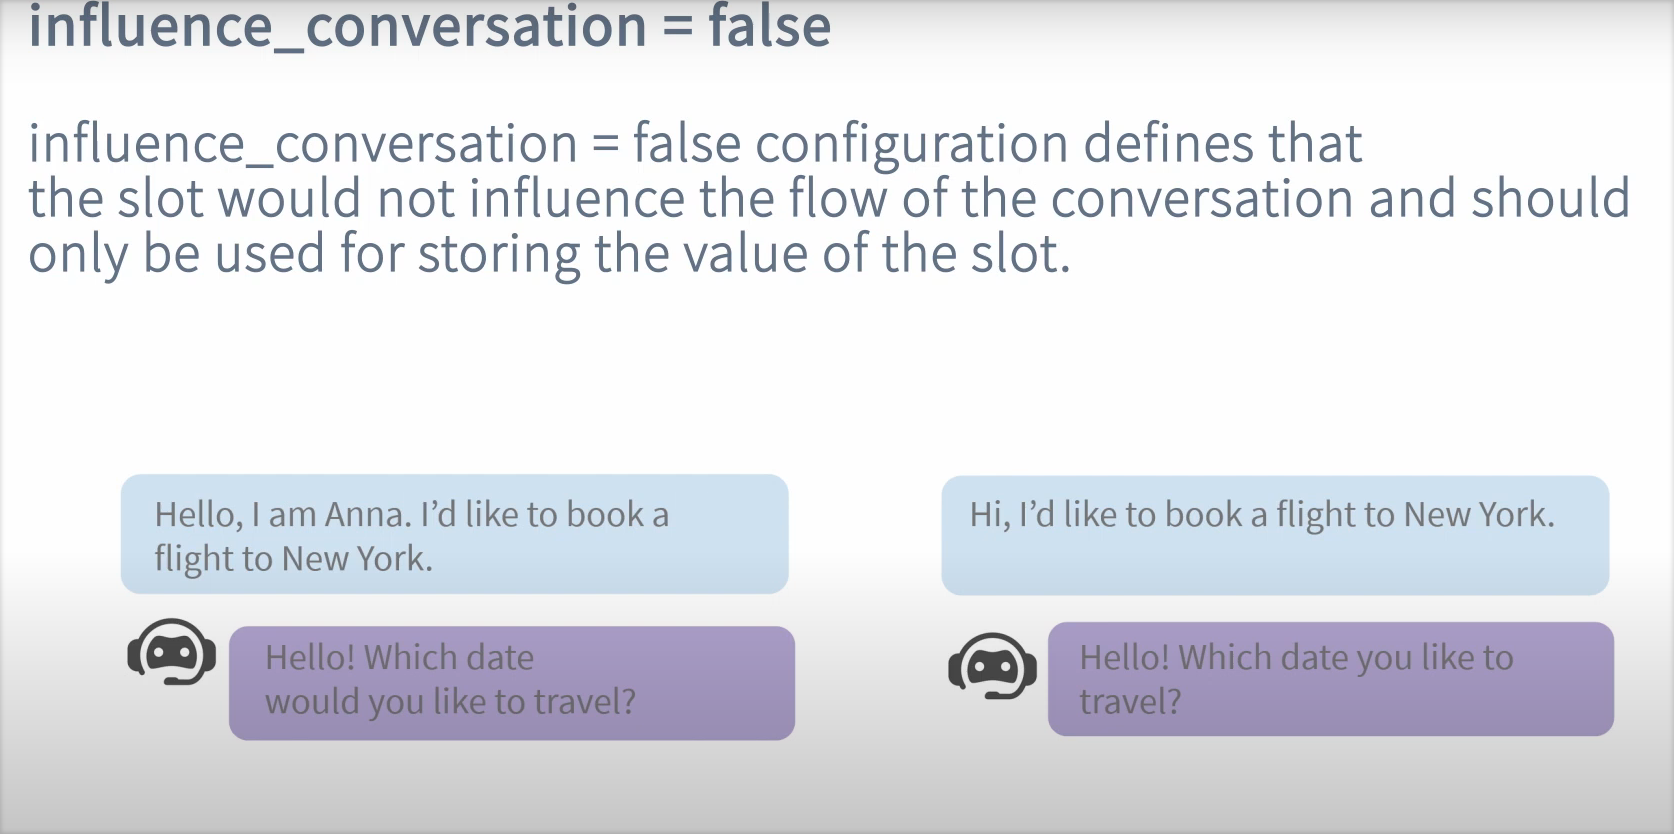 influence_conversation = false
influence_conversation = false configuration defines that
the slot would not influence the flow of the conversation and should
only be used for storing the value of the slot.
Hello, I am Anna. I’d like to book a
flight to New York.
Hello! Which date
would you like to travel?
Hi, I’d like to book a flight to New York.
Hello! Which date you like to
travel?